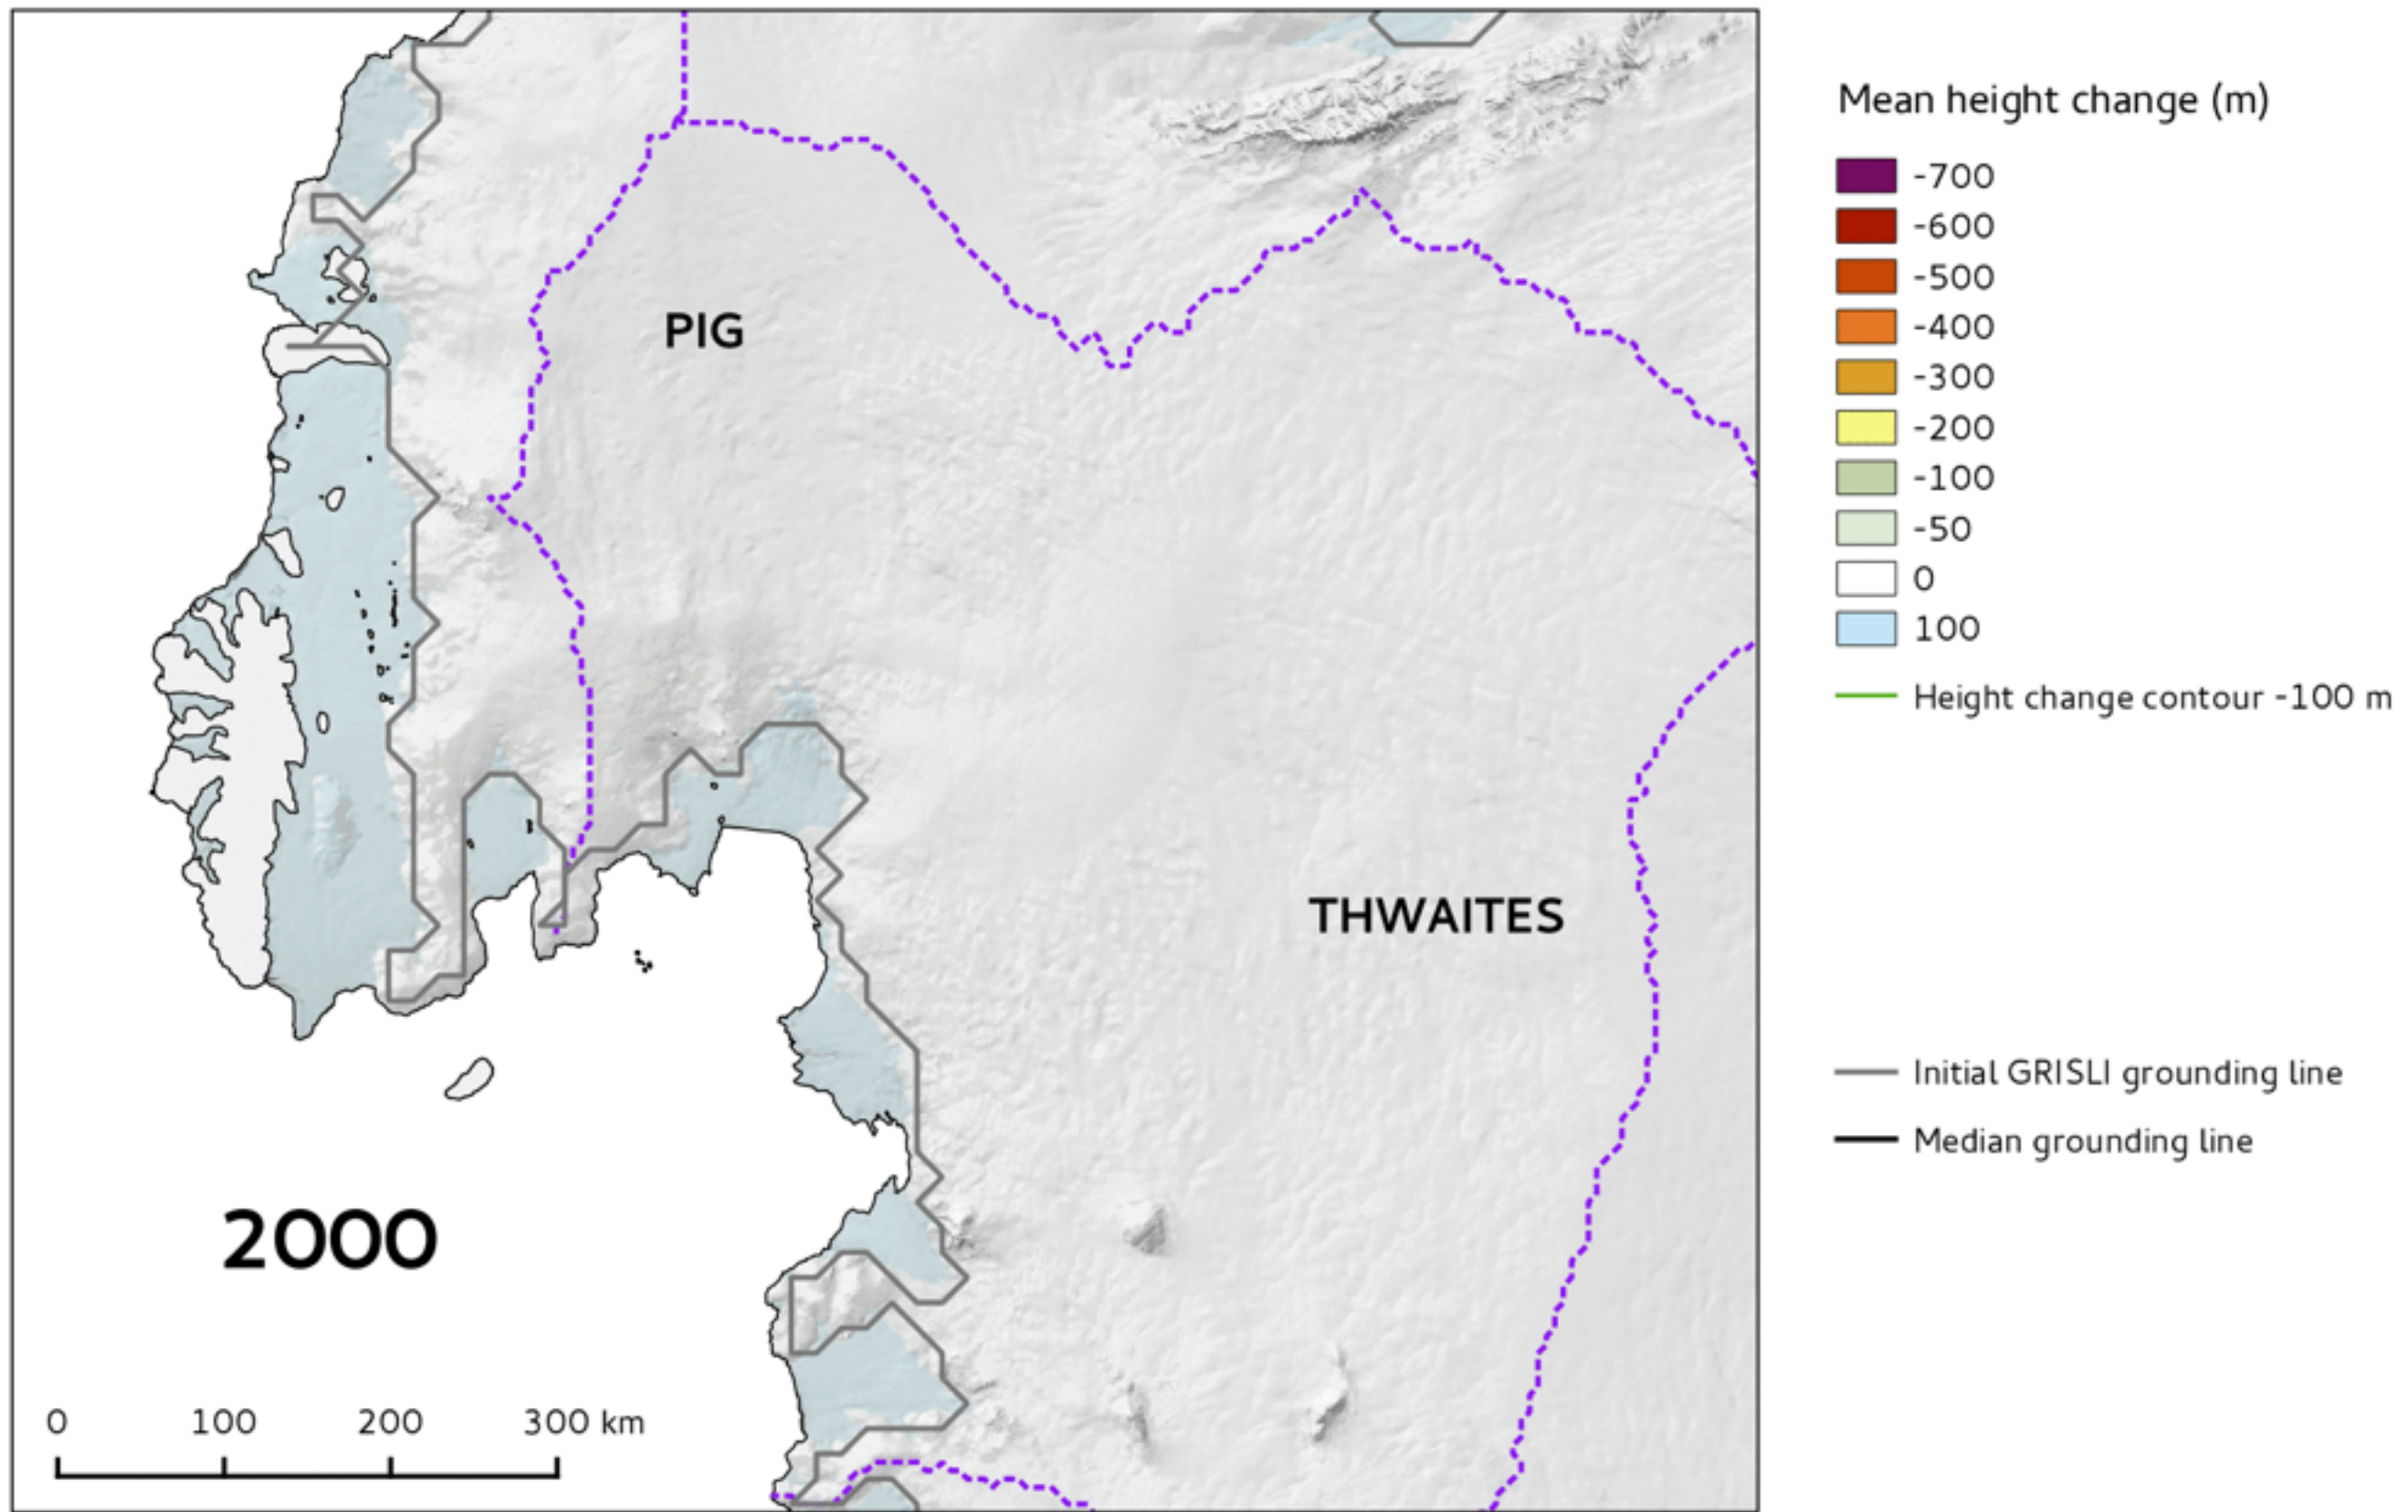 PIG
THWAITES
2000
0 100 200 300 km
Mean height change (m)
-700
-600
-500
-400
-300
-200
-100
-50
0
100
Height change contour -100 m
Initial GRISLI grounding line
Median grounding line